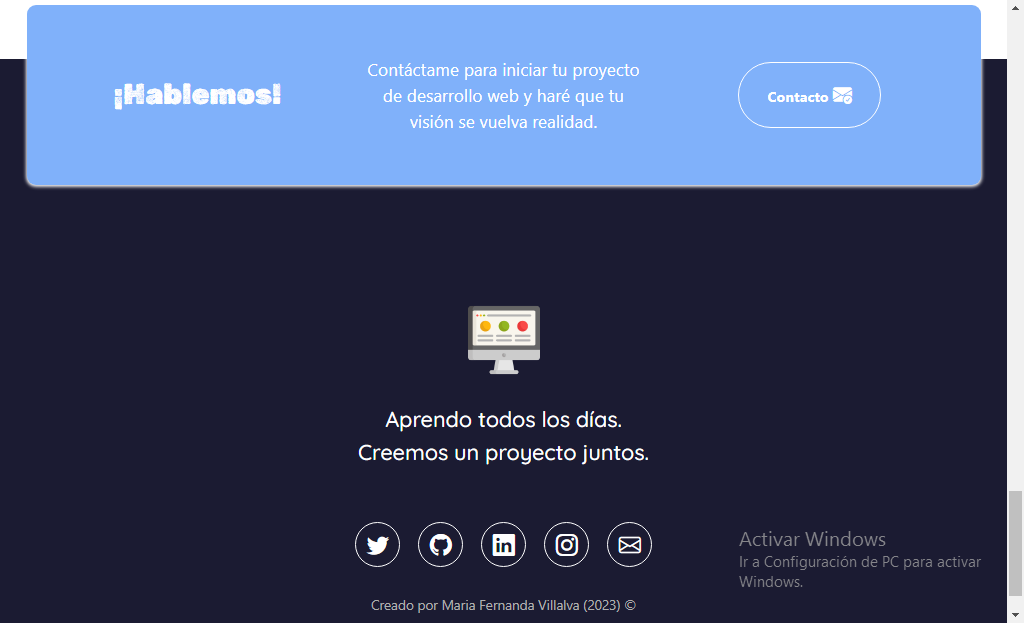 ¡Hablemos!
Contáctame para iniciar tu proyecto
de desarrollo web y haré que tu
visión se vuelva realidad.
Contacto
Aprendo todos los días.
Creemos un proyecto juntos.
in
Activar Windows
Ir a Configuración de PC para activar
Windows.
Creado por Maria Fernanda Villalva (2023) ©